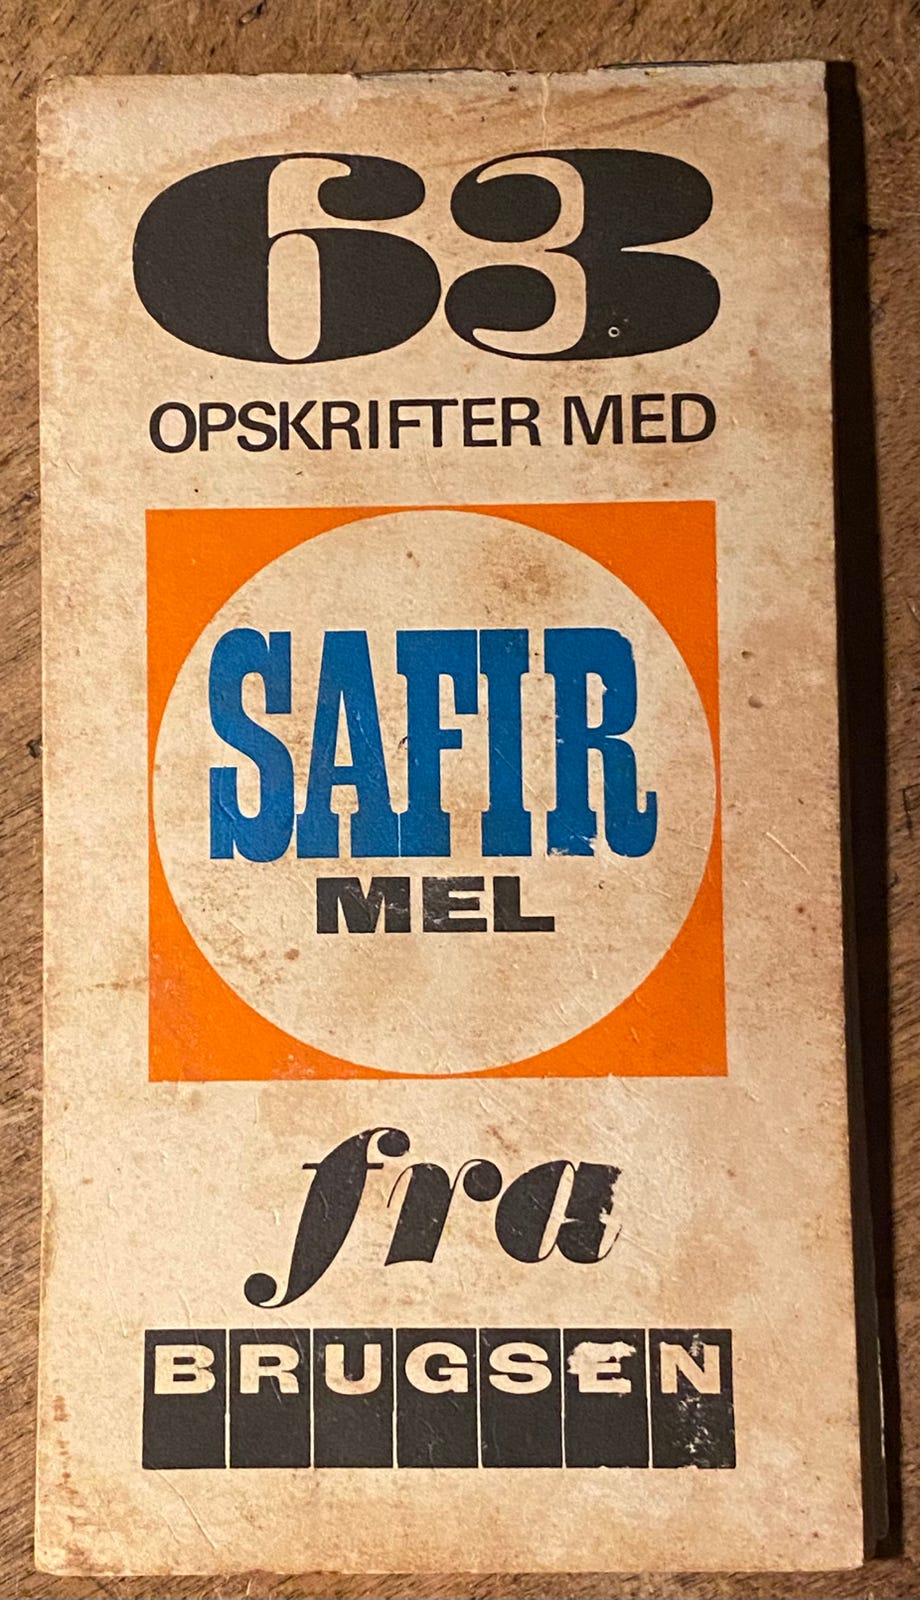 63
OPSKRIFTER MED
SAFIR
MEL
fra
BRUGSEN